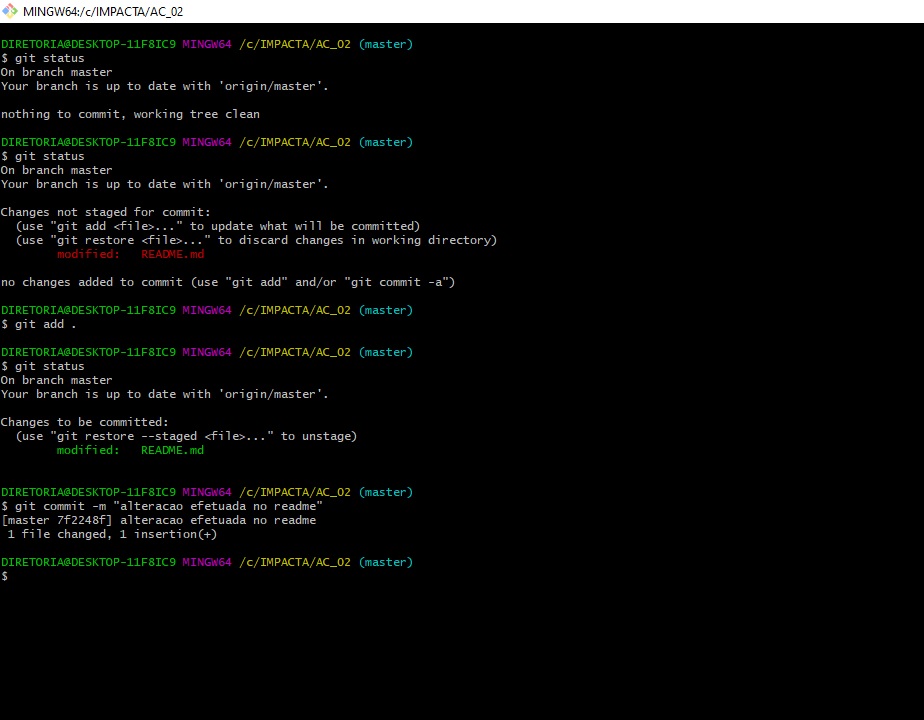 MINGW64:/c/IMPACTA/AC_02
DIRETORIA@DESKTOP-11F8IC9 MINGW64 /c/IMPACTA/AC_02 (master)
$ git status
On branch master
Your branch is up to date with 'origin/master'.
nothing to commit, working tree clean
DIRETORIA@DESKTOP-11F8IC9 MINGW64 /c/IMPACTA/AC_02 (master)
$ git status
On branch master
Your branch is up to date with 'origin/master'.
Changes not staged for commit:
  (use "git add <file>..." to update what will be committed)
  (use "git restore <file>..." to discard changes in working directory)
        modified:   README.md
no changes added to commit (use "git add" and/or "git commit -a")
DIRETORIA@DESKTOP-11F8IC9 MINGW64 /c/IMPACTA/AC_02 (master)
$ git add .
DIRETORIA@DESKTOP-11F8IC9 MINGW64 /c/IMPACTA/AC_02 (master)
$ git status
On branch master
Your branch is up to date with 'origin/master'.
Changes to be committed:
  (use "git restore --staged <file>..." to unstage)
        modified:   README.md
DIRETORIA@DESKTOP-11F8IC9 MINGW64 /c/IMPACTA/AC_02 (master)
$ git commit -m "alteracao efetuada no readme"
[master 7f2248f] alteracao efetuada no readme
 1 file changed, 1 insertion(+)
DIRETORIA@DESKTOP-11F8IC9 MINGW64 /c/IMPACTA/AC_02 (master)
$